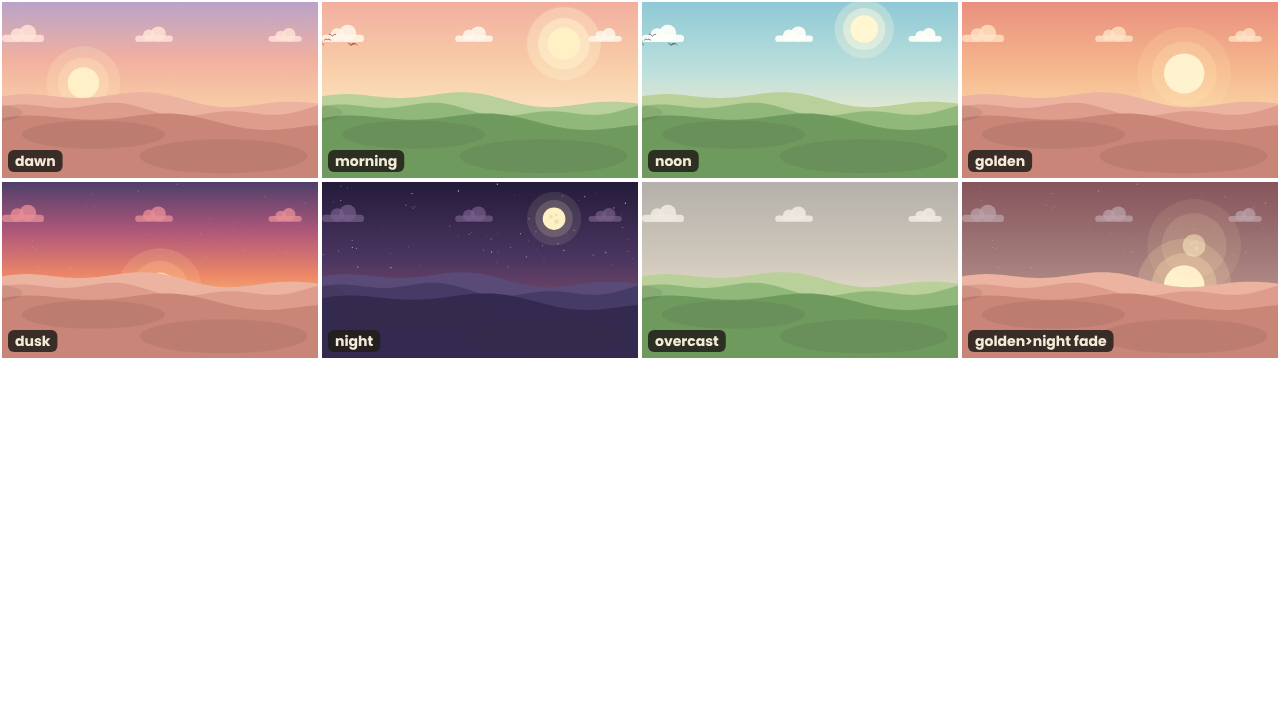 dawn
morning
noon
golden
dusk
night
overcast
golden>night fade